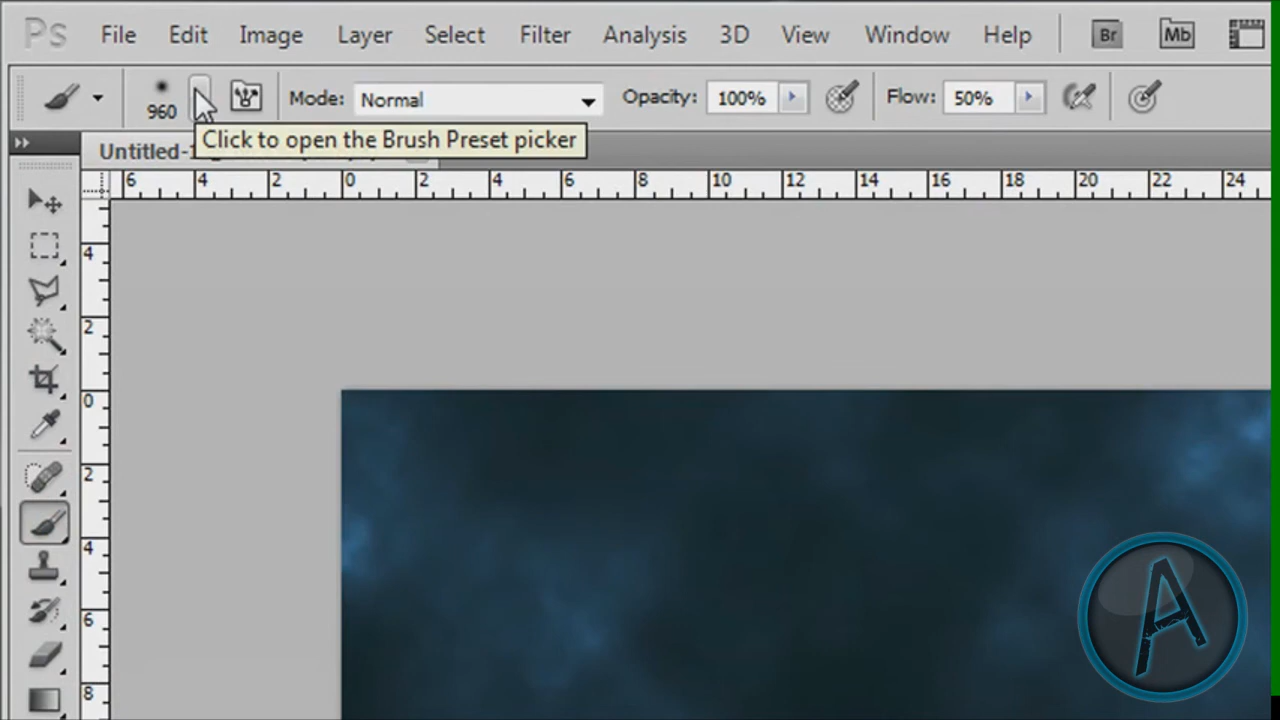 Ps File Edit Image Layer Select Filter Analysis 3D View Window Help Br Mb
960 Mode: Normal Opacity: 100% Flow: 50%
Click to open the Brush Preset picker
Untitled-1
6 4 2 0 2 4 6 8 10 12 14 16 18 20 22 24
4
2
0
2
4
6
8
A